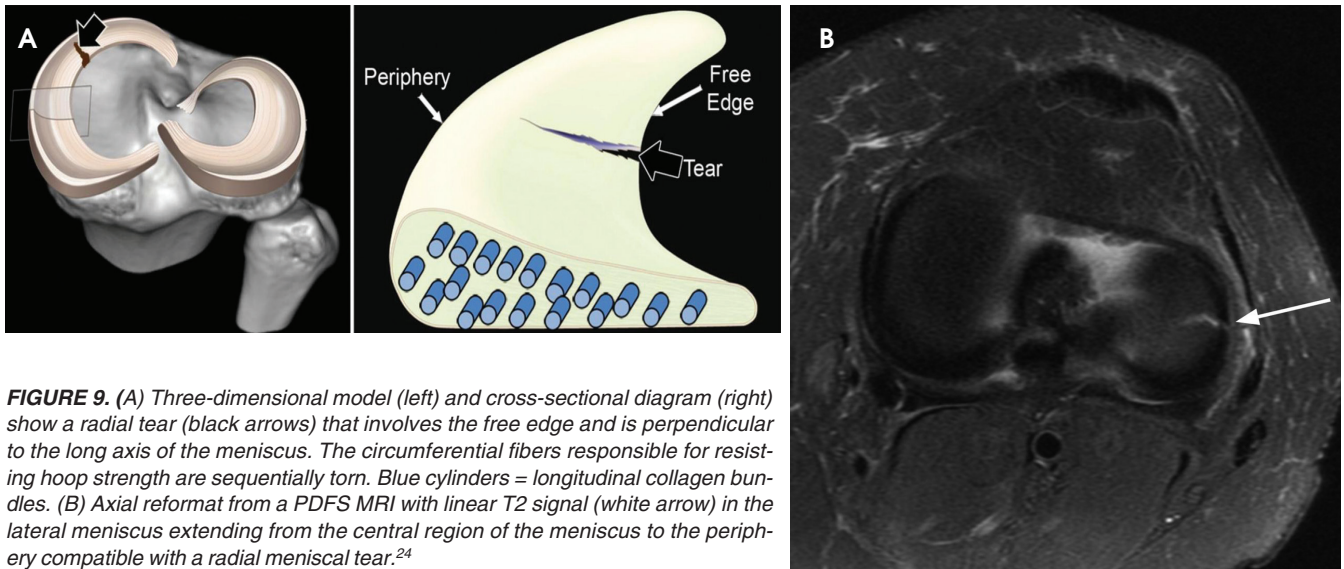 A
Periphery
Free
Edge
Tear
B
FIGURE 9. (A) Three-dimensional model (left) and cross-sectional diagram (right)
show a radial tear (black arrows) that involves the free edge and is perpendicular
to the long axis of the meniscus. The circumferential fibers responsible for resist-
ing hoop strength are sequentially torn. Blue cylinders = longitudinal collagen bun-
dles. (B) Axial reformat from a PDFS MRI with linear T2 signal (white arrow) in the
lateral meniscus extending from the central region of the meniscus to the periph-
ery compatible with a radial meniscal tear.24